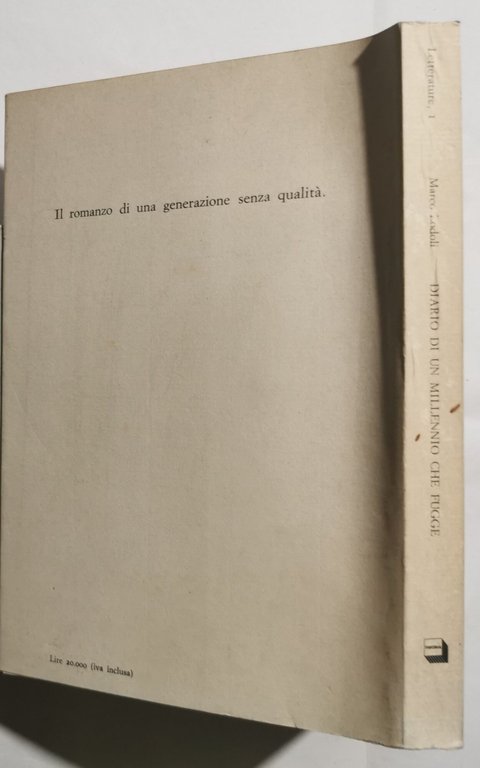 Il romanzo di una generazione senza qualità.
Lire 20.000 (iva inclusa)
Letterature, 1
Marco Lodoli — DIARIO DI UN MILLENNIO CHE FUGGE